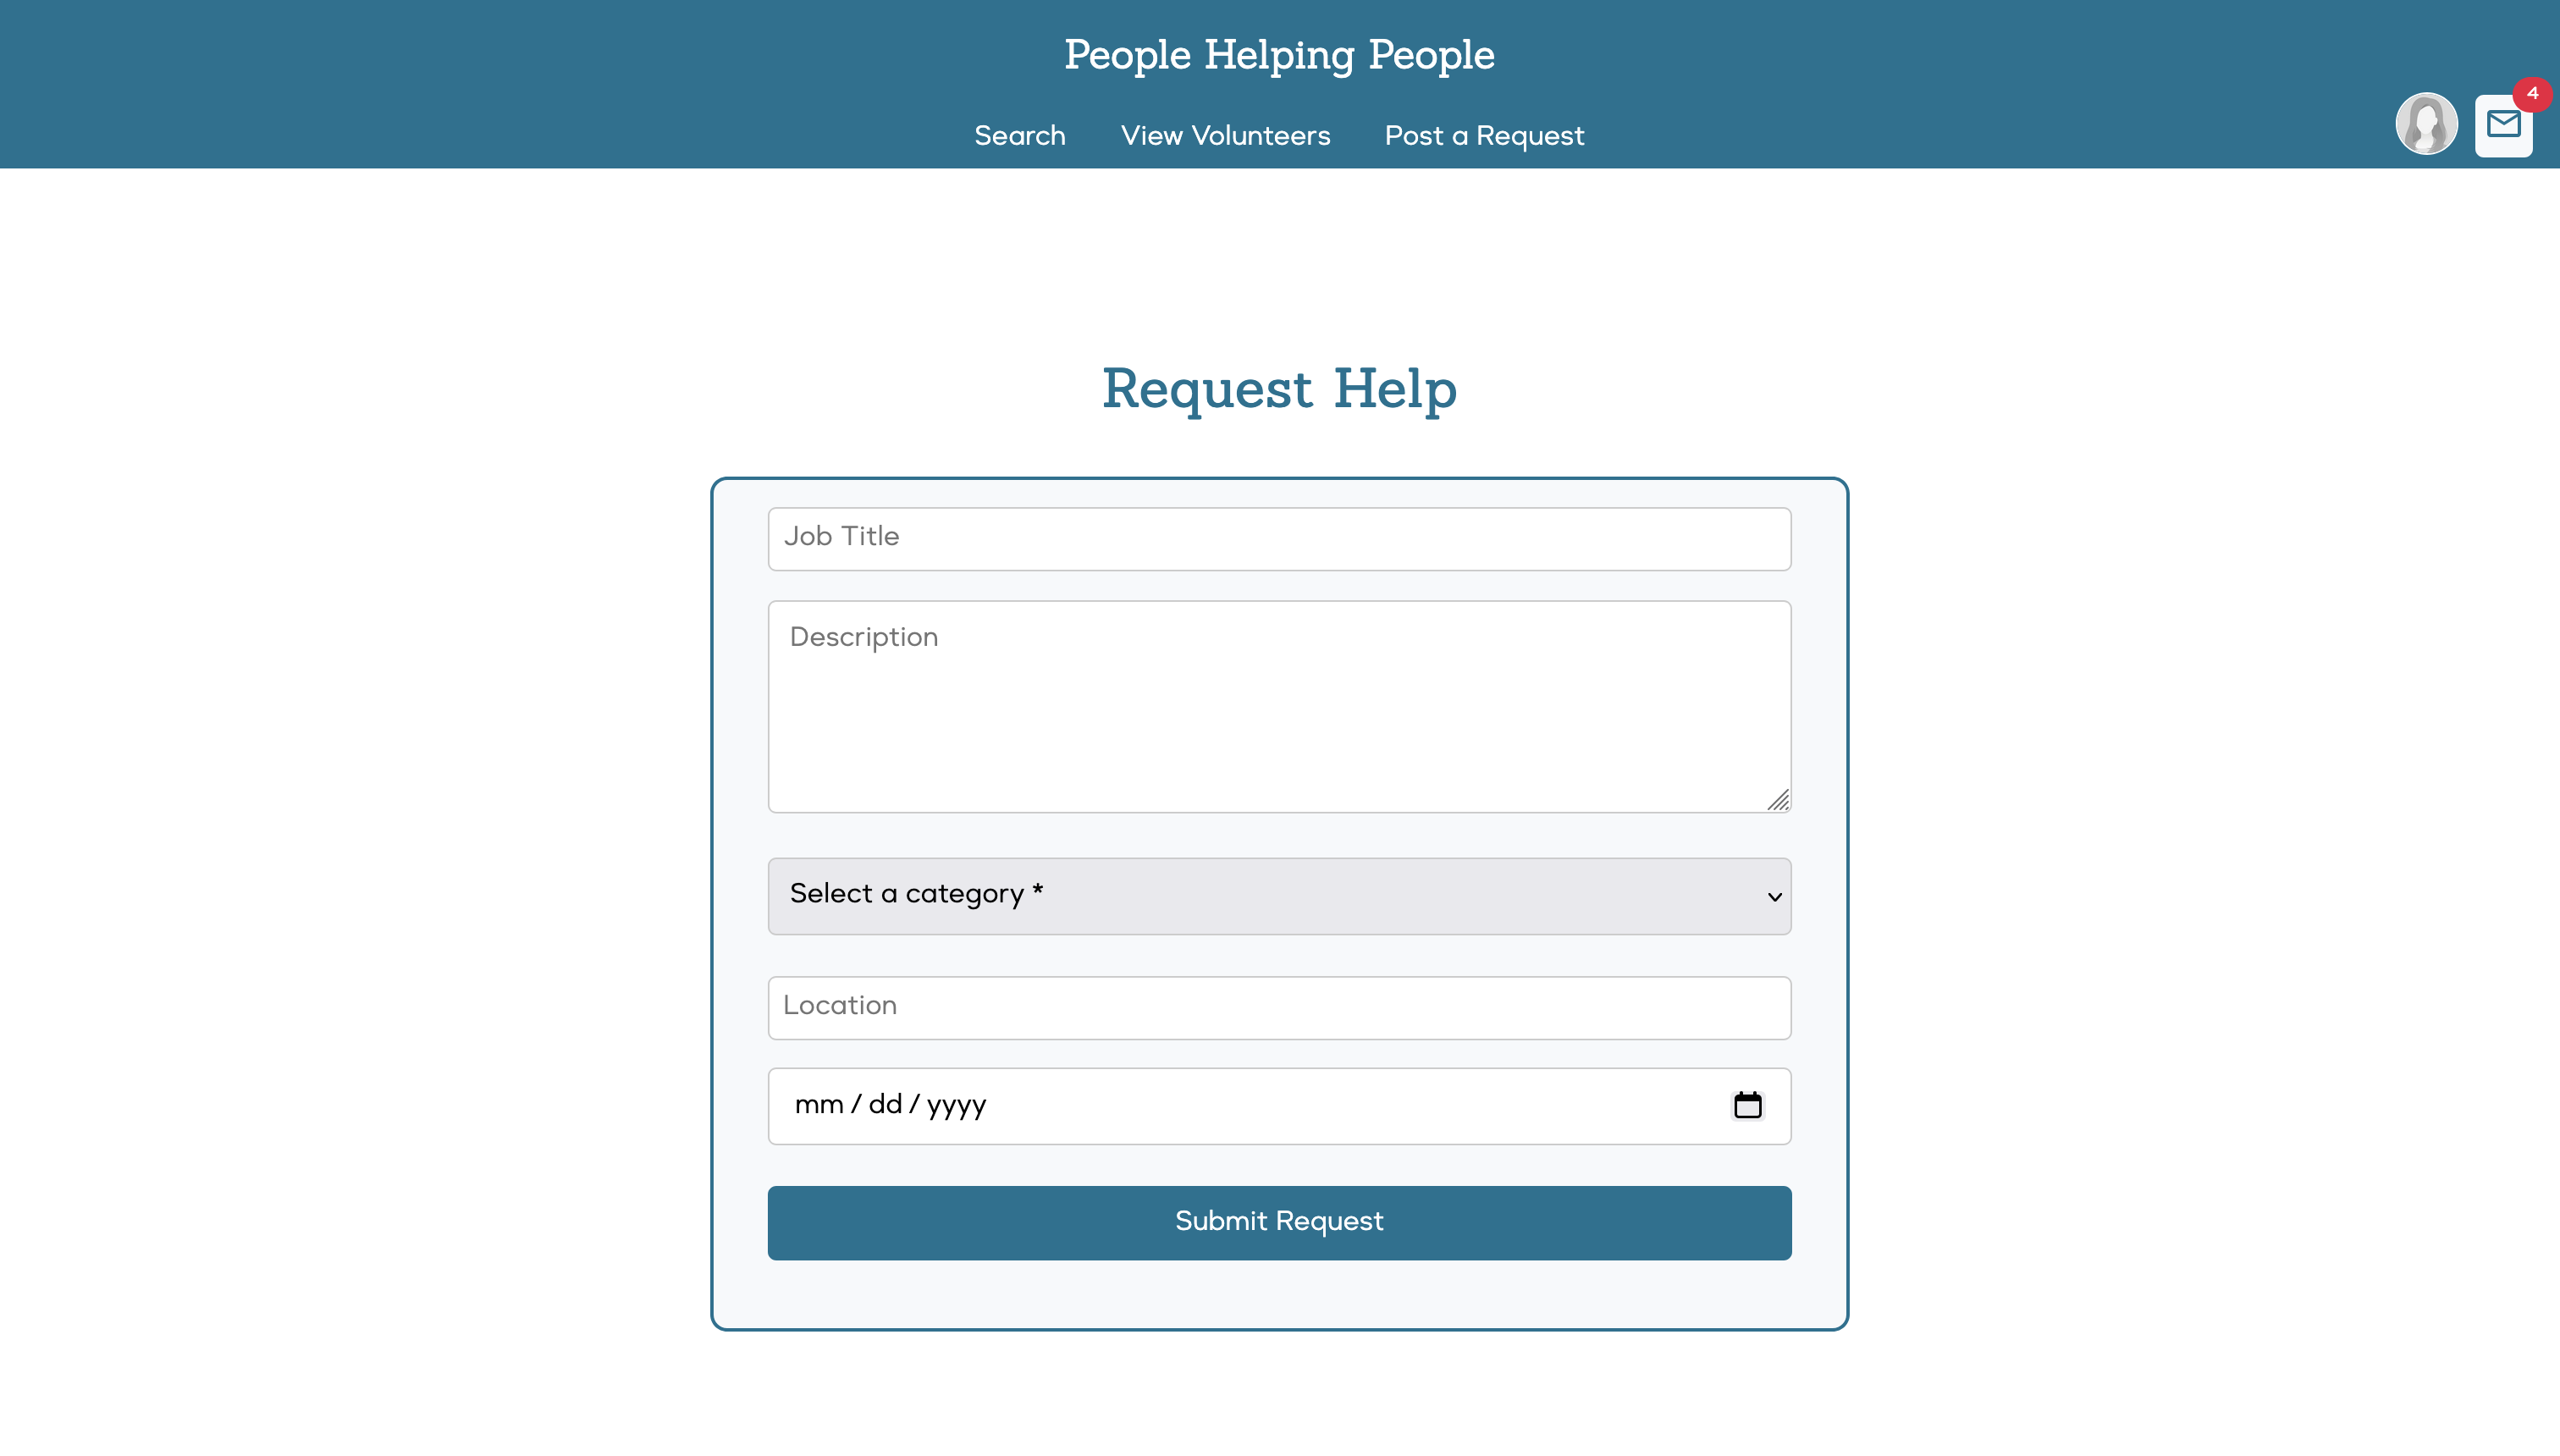 People Helping People
Search View Volunteers Post a Request
4
Request Help
Job Title
Description
Select a category *
Location
mm / dd / yyyy
Submit Request